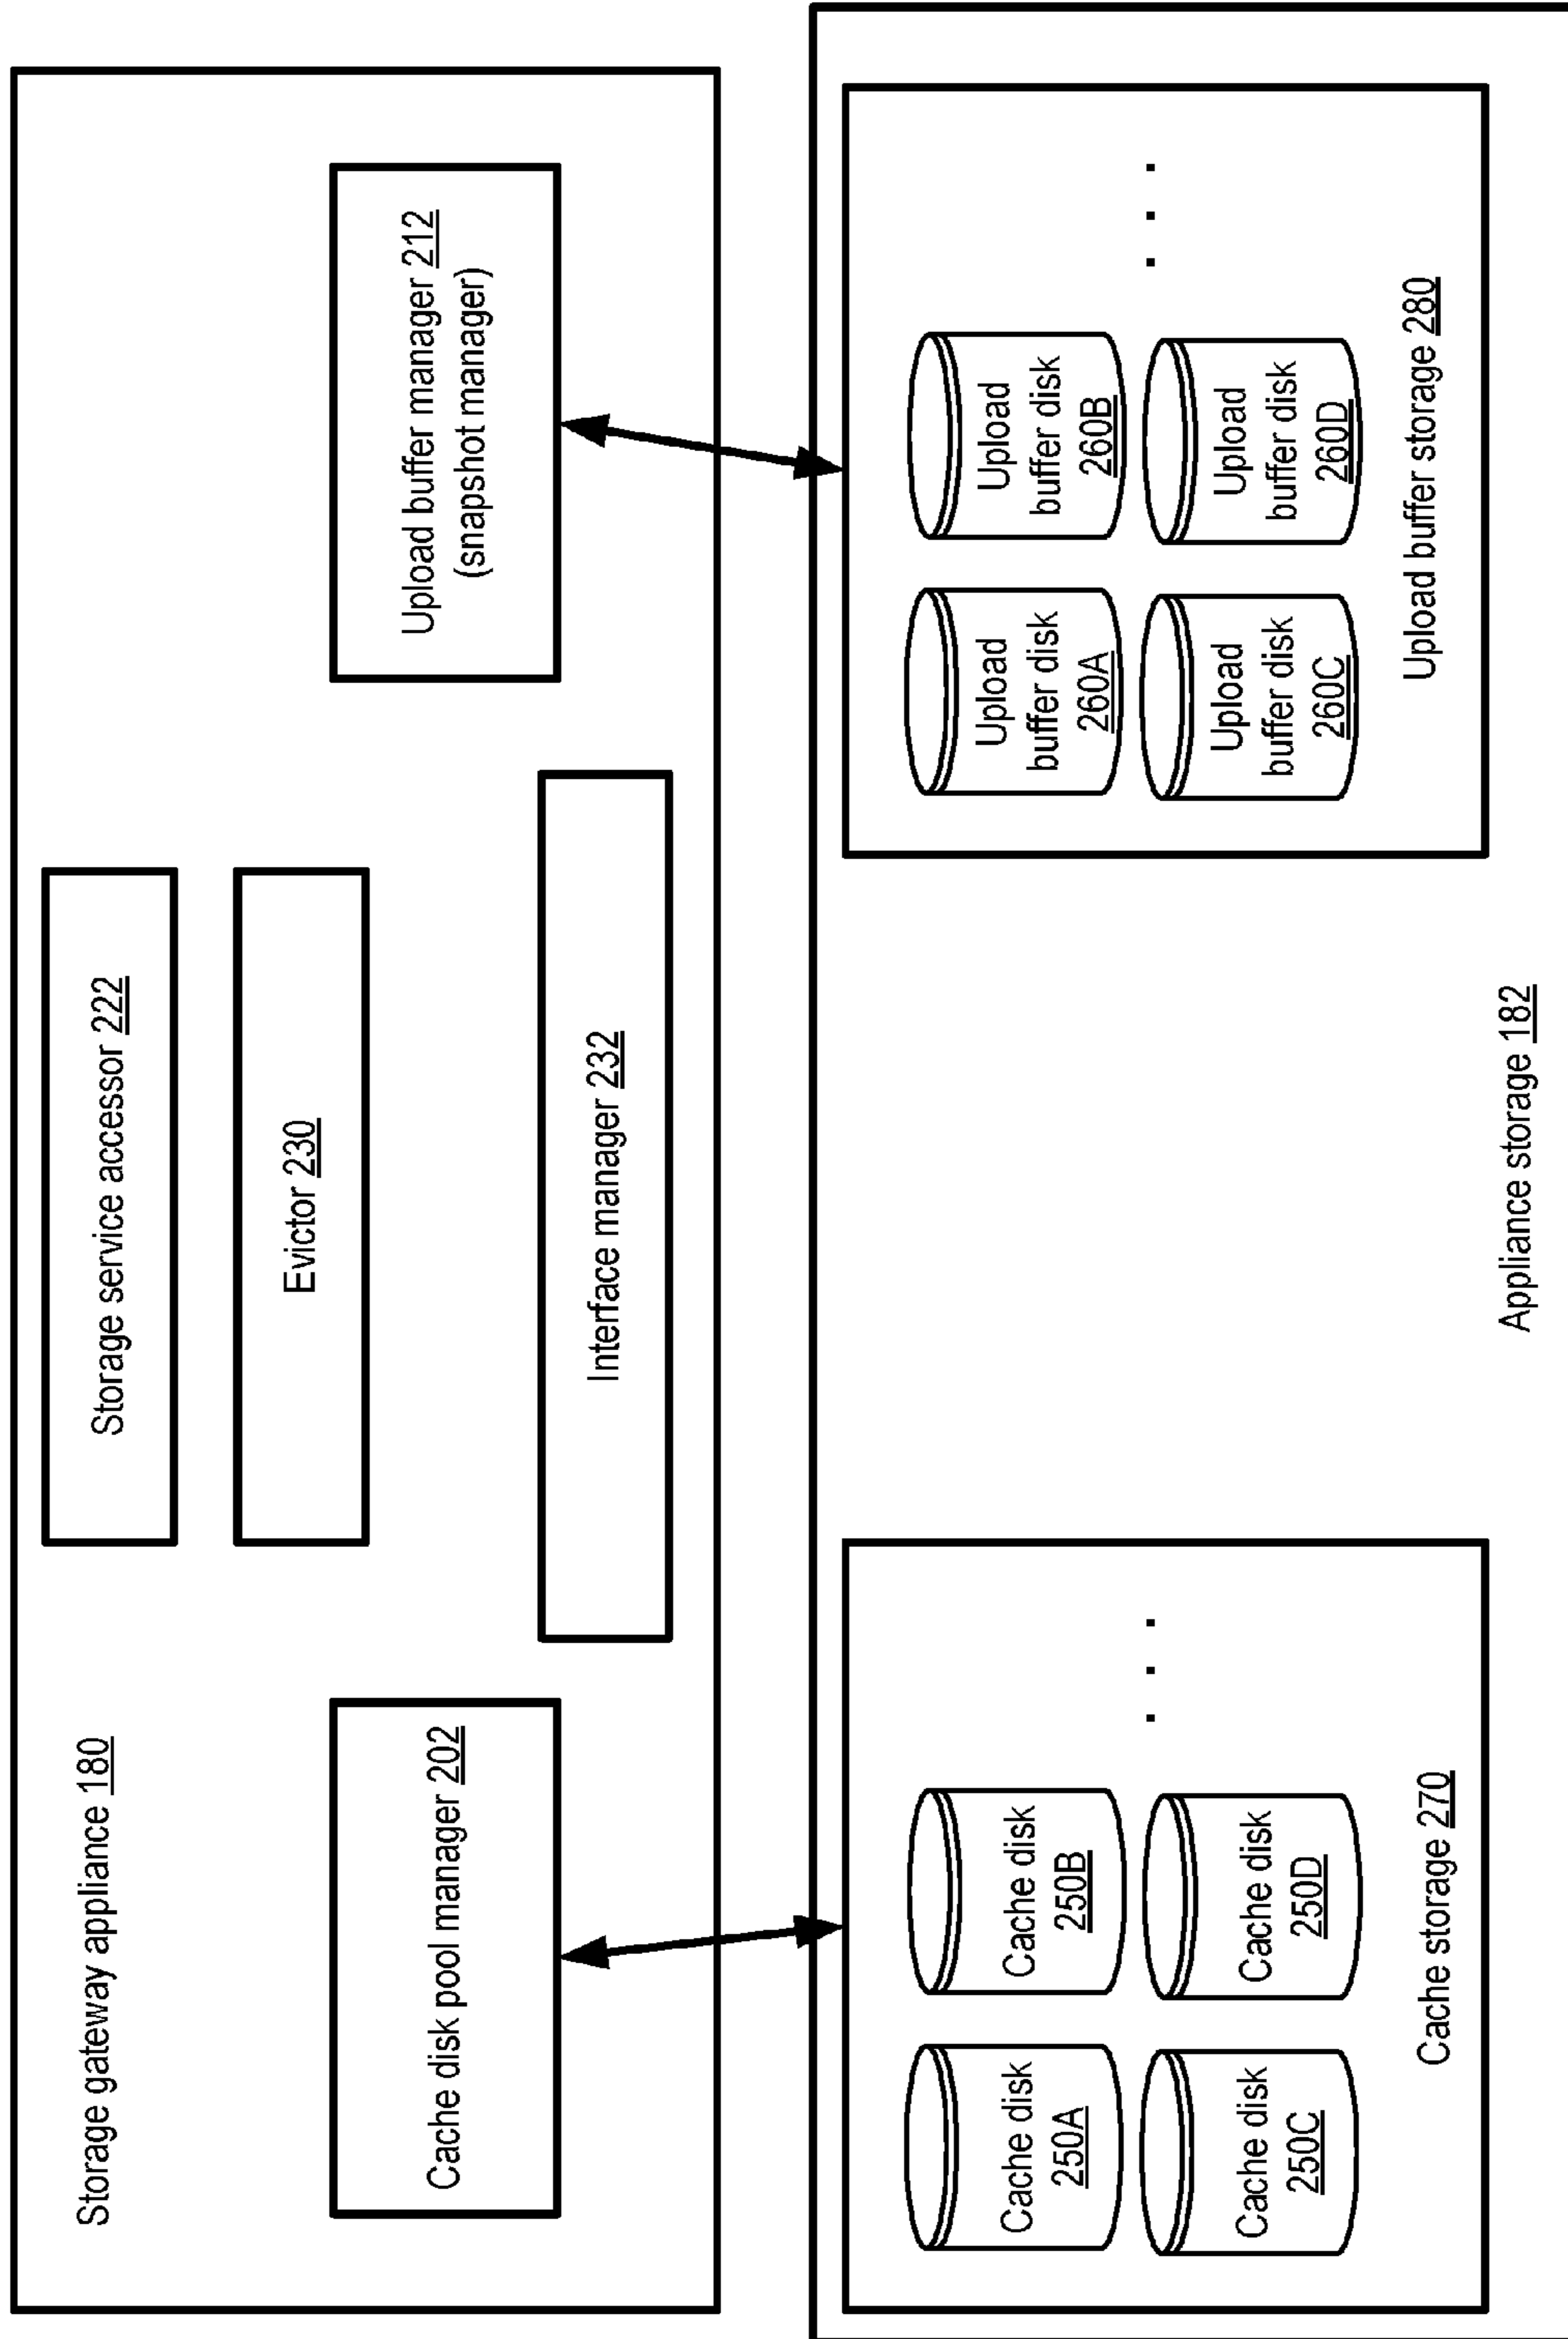 Storage gateway appliance 180
Storage service accessor 222
Evictor 230
Cache disk pool manager 202
Upload buffer manager 212
(snapshot manager)
Interface manager 232
Cache disk
250A
Cache disk
250B
Cache disk
250C
Cache disk
250D
. . .
Cache storage 270
Upload
buffer disk
260A
Upload
buffer disk
260B
Upload
buffer disk
260C
Upload
buffer disk
260D
. . .
Upload buffer storage 280
Appliance storage 182